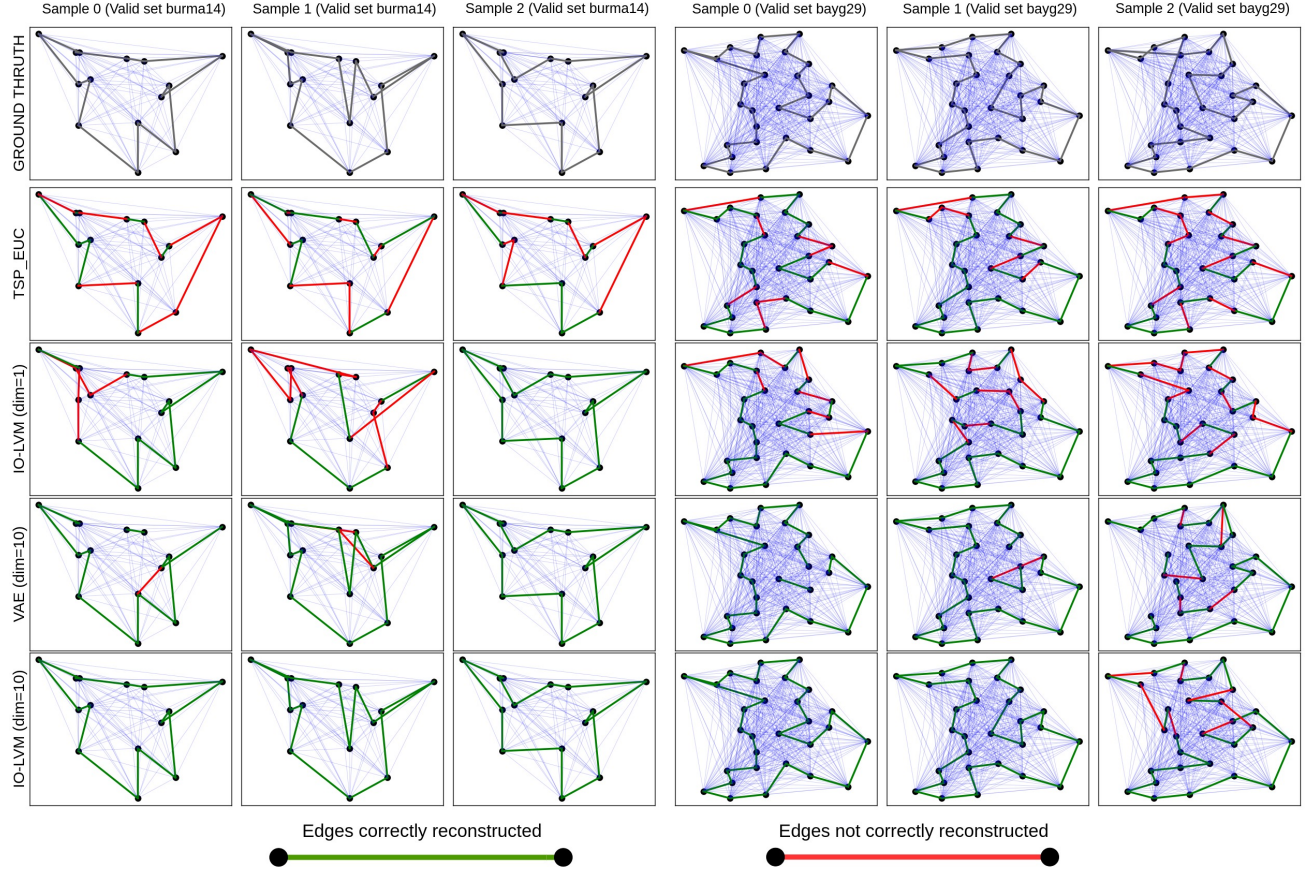 Sample 0 (Valid set burma14)
Sample 1 (Valid set burma14)
Sample 2 (Valid set burma14)
Sample 0 (Valid set bayg29)
Sample 1 (Valid set bayg29)
Sample 2 (Valid set bayg29)
GROUND THRUTH
TSP_EUC
IO-LVM (dim=1)
VAE (dim=10)
IO-LVM (dim=10)
Edges correctly reconstructed
Edges not correctly reconstructed